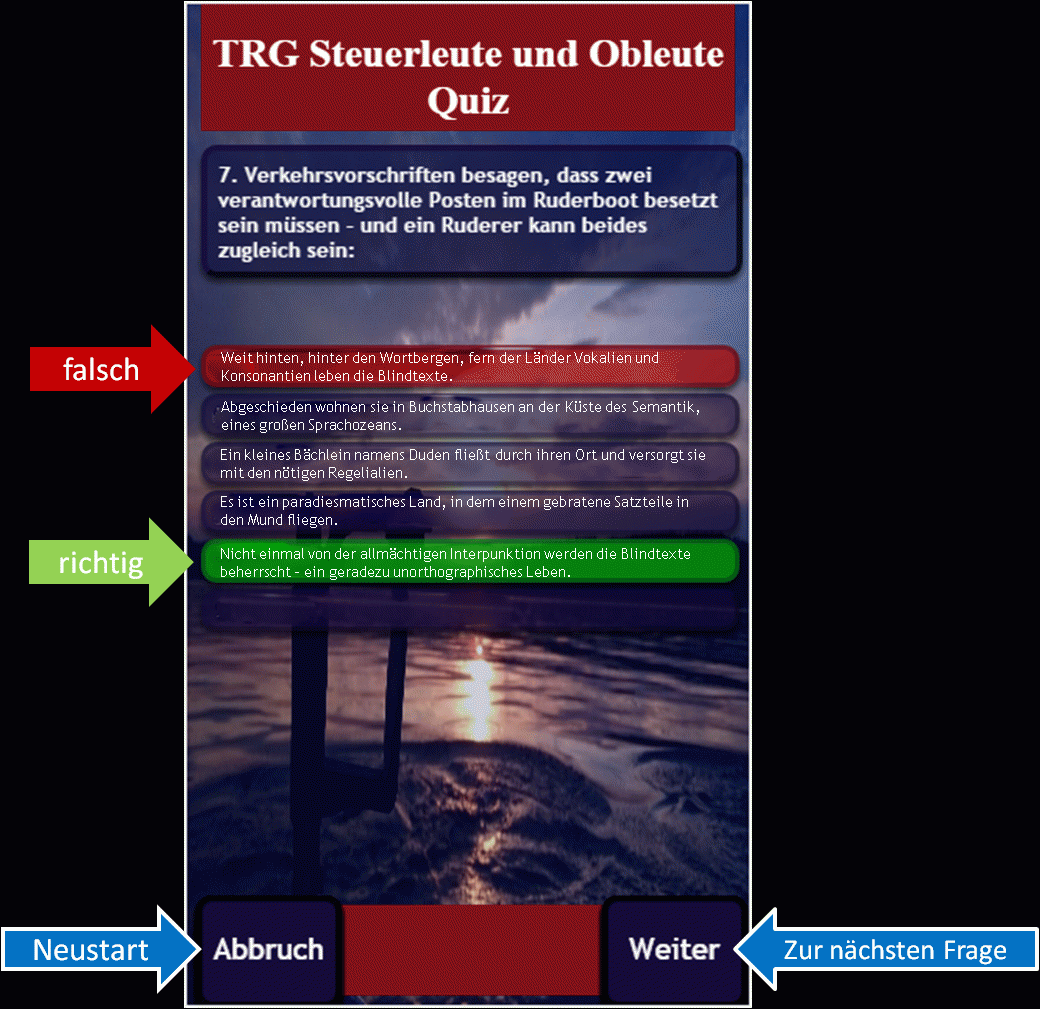 TRG Steuerleute und Obleute
Quiz
7. Verkehrsvorschriften besagen, dass zwei
verantwortungsvolle Posten im Ruderboot besetzt
sein müssen - und ein Ruderer kann beides
zugleich sein:
falsch
Weit hinten, hinter den Wortbergen, fern der Länder Vokalien und
Konsonantien leben die Blindtexte.
Abgeschieden wohnen sie in Buchstabhausen an der Küste des Semantik,
eines großen Sprachozeans.
Ein kleines Bächlein namens Duden fließt durch ihren Ort und versorgt sie
mit den nötigen Regelialien.
Es ist ein paradiesmatisches Land, in dem einem gebratene Satzteile in
den Mund fliegen.
richtig
Nicht einmal von der allmächtigen Interpunktion werden die Blindtexte
beherrscht - ein geradezu unorthographisches Leben.
Neustart
Abbruch
Weiter
Zur nächsten Frage